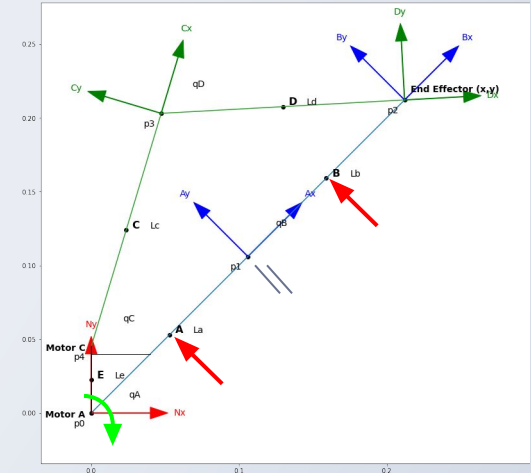 Cx
Dy
By
Bx
0.25
qD
Cy
End Effector (x,y)
Dx
D Ld
p2
0.20
p3
B Lb
0.15
Ay
Ax
C Lc
qB
0.10
p1
qC
Ny
0.05
A La
Motor C
p4
E Le
qA
0.00
Motor A
Nx
p0
0.0
0.1
0.2